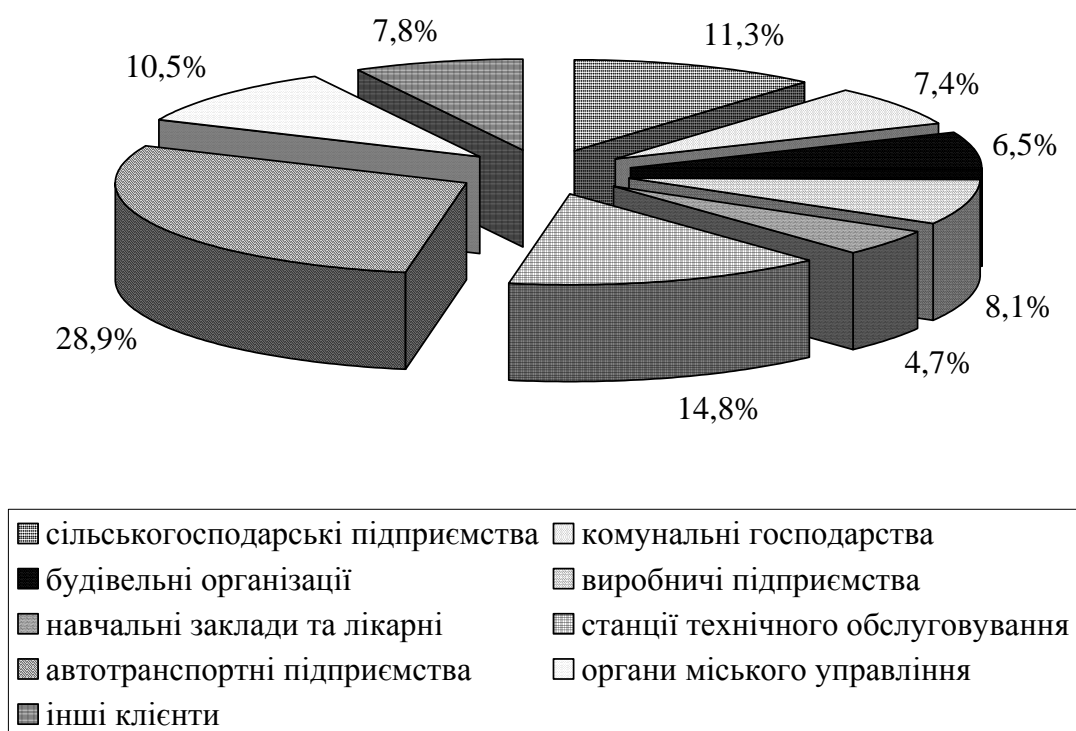 7,8%
11,3%
10,5%
7,4%
6,5%
28,9%
8,1%
4,7%
14,8%
сільськогосподарські підприємства
комунальні господарства
будівельні організації
виробничі підприємства
навчальні заклади та лікарні
станції технічного обслуговування
автотранспортні підприємства
органи міського управління
інші клієнти